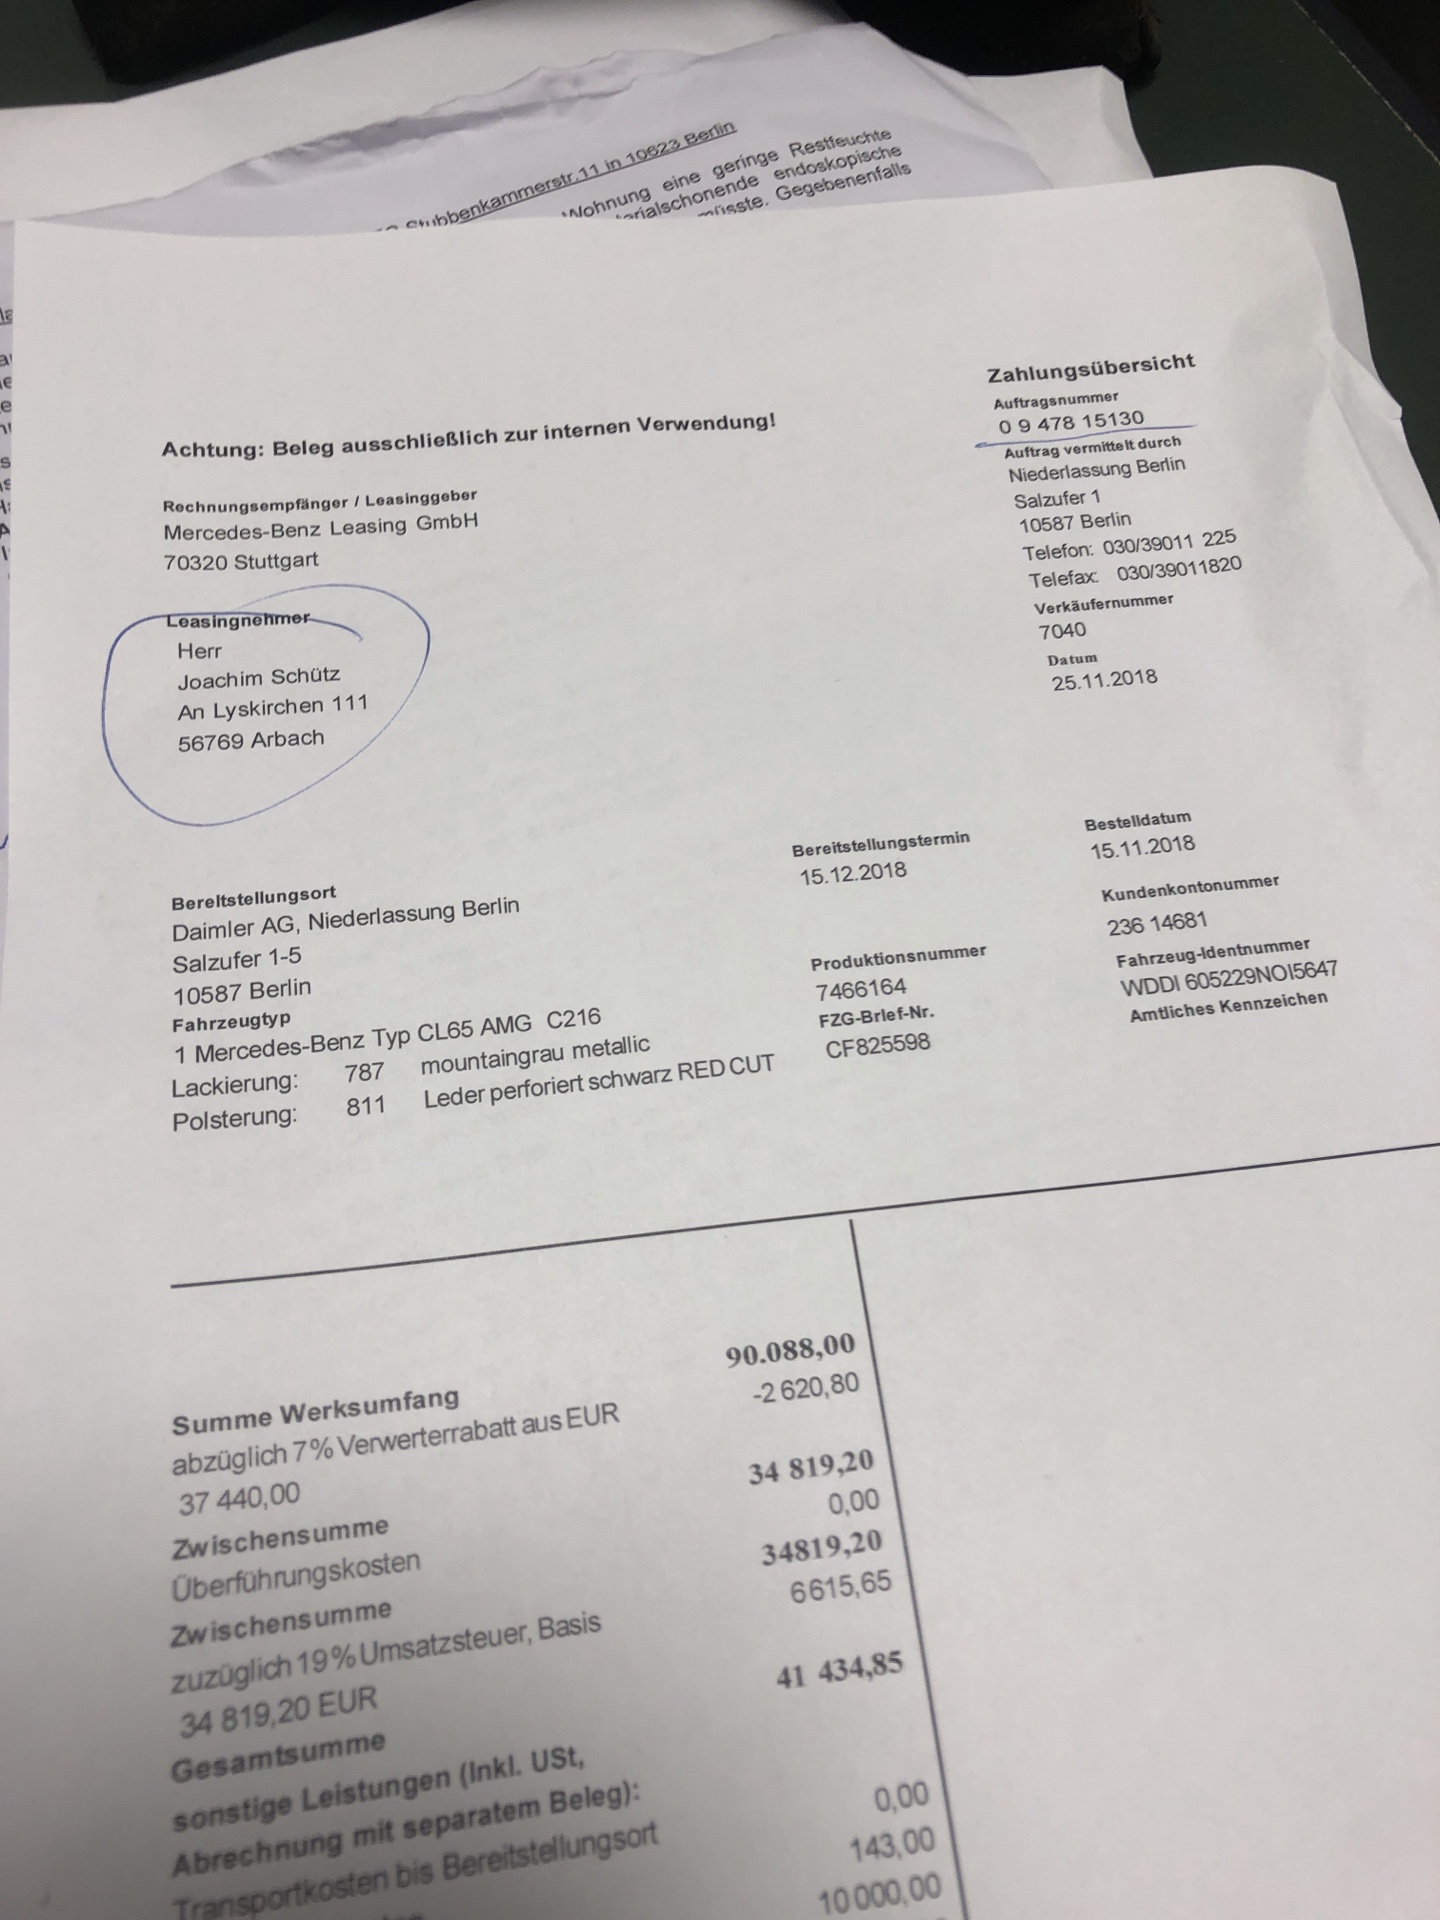 Stubbenkammerstr.11 in 10623 Berlin
Wohnung eine geringe Restfeuchte
endoskopische
müsste. Gegebenenfalls
Zahlungsübersicht
Auftragsnummer
0 9 478 15130
Auftrag vermittelt durch
Niederlassung Berlin
Salzufer 1
10587 Berlin
Telefon: 030/39011 225
Telefax: 030/39011820
Verkäufernummer
7040
Datum
25.11.2018
Achtung: Beleg ausschließlich zur internen Verwendung!
Rechnungsempfänger / Leasinggeber
Mercedes-Benz Leasing GmbH
70320 Stuttgart
Leasingnehmer
Herr
Joachim Schütz
An Lyskirchen 111
56769 Arbach
Bereitstellungstermin
15.12.2018
Bestelldatum
15.11.2018
Kundenkontonummer
236 14681
Bereltstellungsort
Daimler AG, Niederlassung Berlin
Salzufer 1-5
10587 Berlin
Produktionsnummer
7466164
Fahrzeug-Identnummer
WDDI 605229NOI5647
Fahrzeugtyp
1 Mercedes-Benz Typ CL65 AMG C216
FZG-Brlef-Nr.
CF825598
Amtliches Kennzeichen
Lackierung: 787 mountaingrau metallic
Polsterung: 811 Leder perforiert schwarz RED CUT
Summe Werksumfang 90.088,00
abzüglich 7% Verwerterrabatt aus EUR -2 620,80
37 440,00
Zwischensumme 34 819,20
Überführungskosten 0,00
Zwischensumme 34819,20
zuzüglich 19% Umsatzsteuer, Basis 6615,65
34 819,20 EUR
Gesamtsumme 41 434,85
sonstige Leistungen (Inkl. USt,
Abrechnung mit separatem Beleg):
Transportkosten bis Bereitstellungsort 0,00
143,00
10 000,00